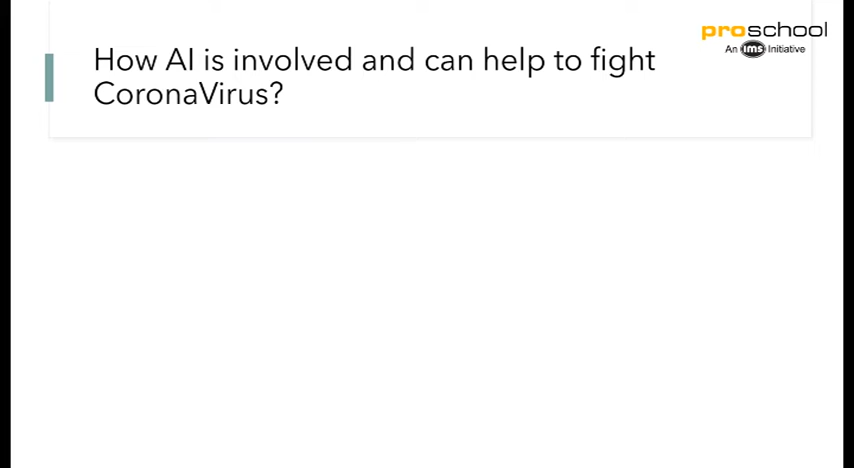 proschool
An ims Initiative
How AI is involved and can help to fight
CoronaVirus?